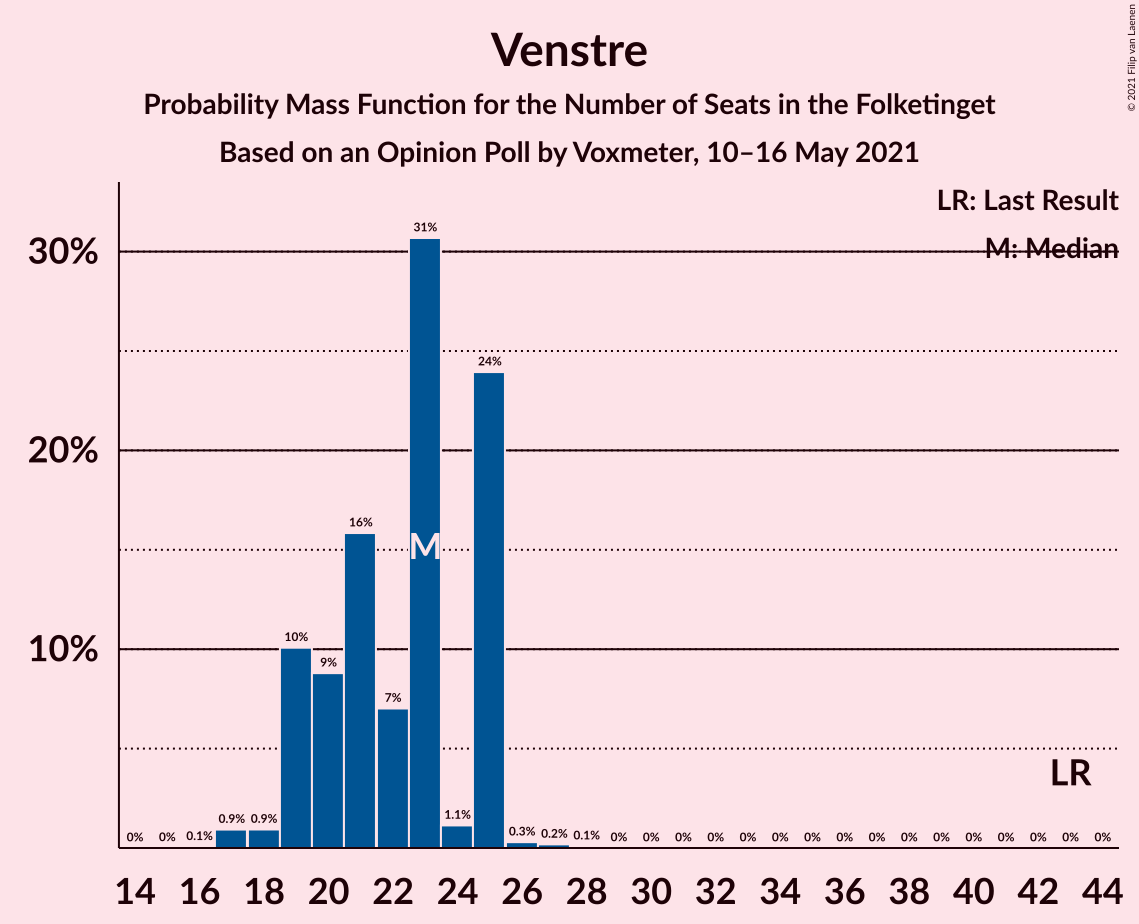 Venstre
Probability Mass Function for the Number of Seats in the Folketinget
Based on an Opinion Poll by Voxmeter, 10–16 May 2021
© 2021 Filip van Laenen
LR: Last Result
M: Median
30%
20%
10%
0% 0% 0.1% 0.9% 0.9% 10% 9% 16% 7% 31% 1.1% 24% 0.3% 0.2% 0.1% 0% 0% 0% 0% 0% 0% 0% 0% 0% 0% 0% 0% 0% 0% 0% 0%
M
LR
14 16 18 20 22 24 26 28 30 32 34 36 38 40 42 44